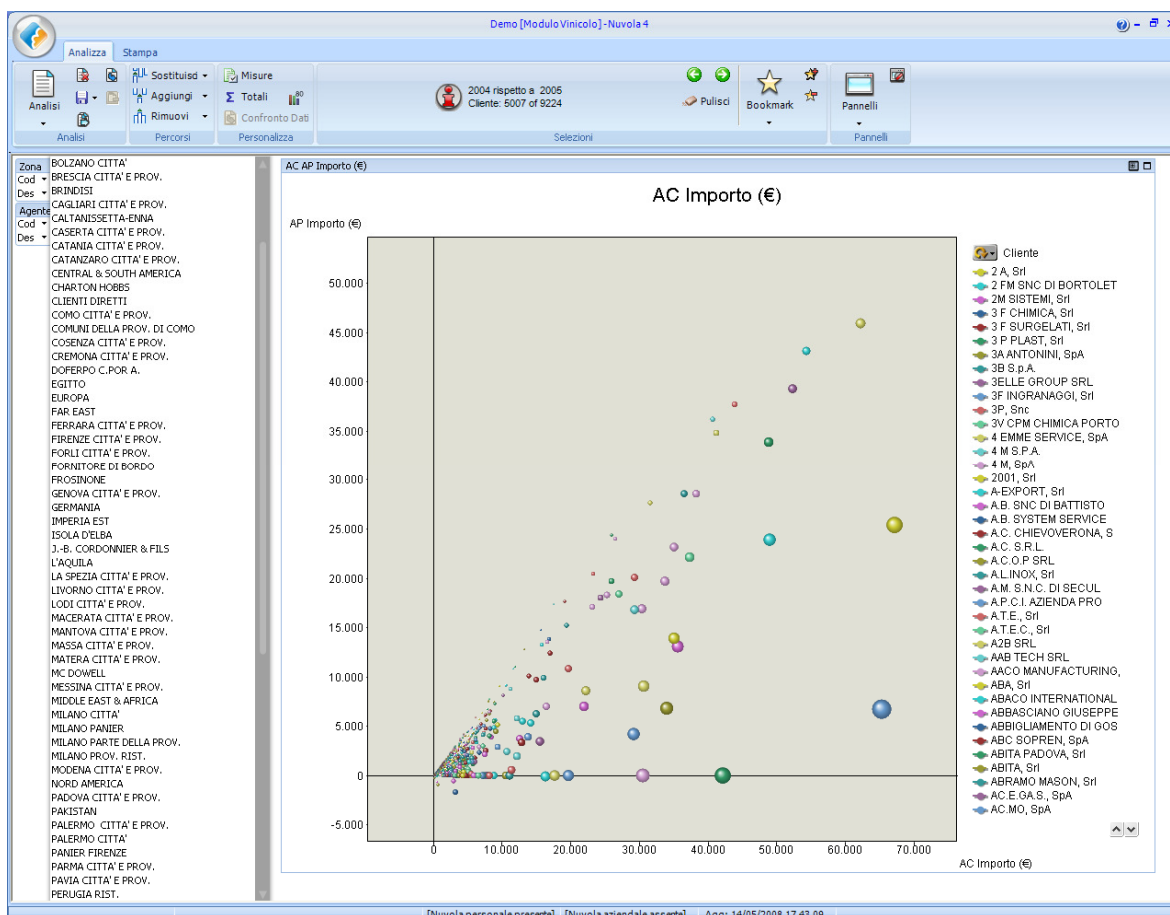 Demo [Modulo Vinicolo] - Nuvola 4
Analizza
Stampa
Analisi
Sostituisci
Aggiungi
Rimuovi
Misure
Totali
80
Confronto Dati
2004 rispetto a 2005
Cliente: 5007 of 9224
Pulisci
Bookmark
Pannelli
Analisi
Percorsi
Personalizza
Selezioni
Pannelli
Zona
Cod
Des
Agente
Cod
Des
BOLZANO CITTA'
BRESCIA CITTA' E PROV.
BRINDISI
CAGLIARI CITTA' E PROV.
CALTANISSETTA-ENNA
CASERTA CITTA' E PROV.
CATANIA CITTA' E PROV.
CATANZARO CITTA' E PROV.
CENTRAL & SOUTH AMERICA
CHARTON HOBBS
CLIENTI DIRETTI
COMO CITTA' E PROV.
COMUNI DELLA PROV. DI COMO
COSENZA CITTA' E PROV.
CREMONA CITTA' E PROV.
DOFERPO C.POR A.
EGITTO
EUROPA
FAR EAST
FERRARA CITTA' E PROV.
FIRENZE CITTA' E PROV.
FORLI CITTA' E PROV.
FORNITORE DI BORDO
FROSINONE
GENOVA CITTA' E PROV.
GERMANIA
IMPERIA EST
ISOLA D'ELBA
J.-B. CORDONNIER & FILS
L'AQUILA
LA SPEZIA CITTA' E PROV.
LIVORNO CITTA' E PROV.
LODI CITTA' E PROV.
MACERATA CITTA' E PROV.
MANTOVA CITTA' E PROV.
MASSA CITTA' E PROV.
MATERA CITTA' E PROV.
MC DOWELL
MESSINA CITTA' E PROV.
MIDDLE EAST & AFRICA
MILANO CITTA'
MILANO PANIER
MILANO PARTE DELLA PROV.
MILANO PROV. RIST.
MODENA CITTA' E PROV.
NORD AMERICA
PADOVA CITTA' E PROV.
PAKISTAN
PALERMO  CITTA' E PROV.
PALERMO CITTA'
PANIER FIRENZE
PARMA CITTA' E PROV.
PAVIA CITTA' E PROV.
PERUGIA RIST.
AC AP Importo (€)
AC Importo (€)
AP Importo (€)
50.000
45.000
40.000
35.000
30.000
25.000
20.000
15.000
10.000
5.000
0
-5.000
0
10.000
20.000
30.000
40.000
50.000
60.000
70.000
AC Importo (€)
Cliente
2 A, Srl
2 FM SNC DI BORTOLET
2M SISTEMI, Srl
3 F CHIMICA, Srl
3 F SURGELATI, Srl
3 P PLAST, Srl
3A ANTONINI, SpA
3B S.p.A.
3ELLE GROUP SRL
3F INGRANAGGI, Srl
3P, Snc
3V CPM CHIMICA PORTO
4 EMME SERVICE, SpA
4 M S.P.A.
4 M, SpA
2001, Srl
A-EXPORT, Srl
A.B. SNC DI BATTISTO
A.B. SYSTEM SERVICE
A.C. CHIEVOVERONA, S
A.C. S.R.L.
A.C.O.P SRL
A.L.INOX, Srl
A.M. S.N.C. DI SECUL
A.P.C.I. AZIENDA PRO
A.T.E., Srl
A.T.E.C., Srl
A2B SRL
AAB TECH SRL
AACO MANUFACTURING,
ABA, Srl
ABACO INTERNATIONAL
ABBASCIANO GIUSEPPE
ABBIGLIAMENTO DI GOS
ABC SOPREN, SpA
ABITA PADOVA, Srl
ABITA, Srl
ABRAMO MASON, Srl
AC.E.GAS., SpA
AC.MO, SpA
[Nuvola personale presente]
[Nuvola aziendale assente]
Agg: 14/05/2008 17.43.09